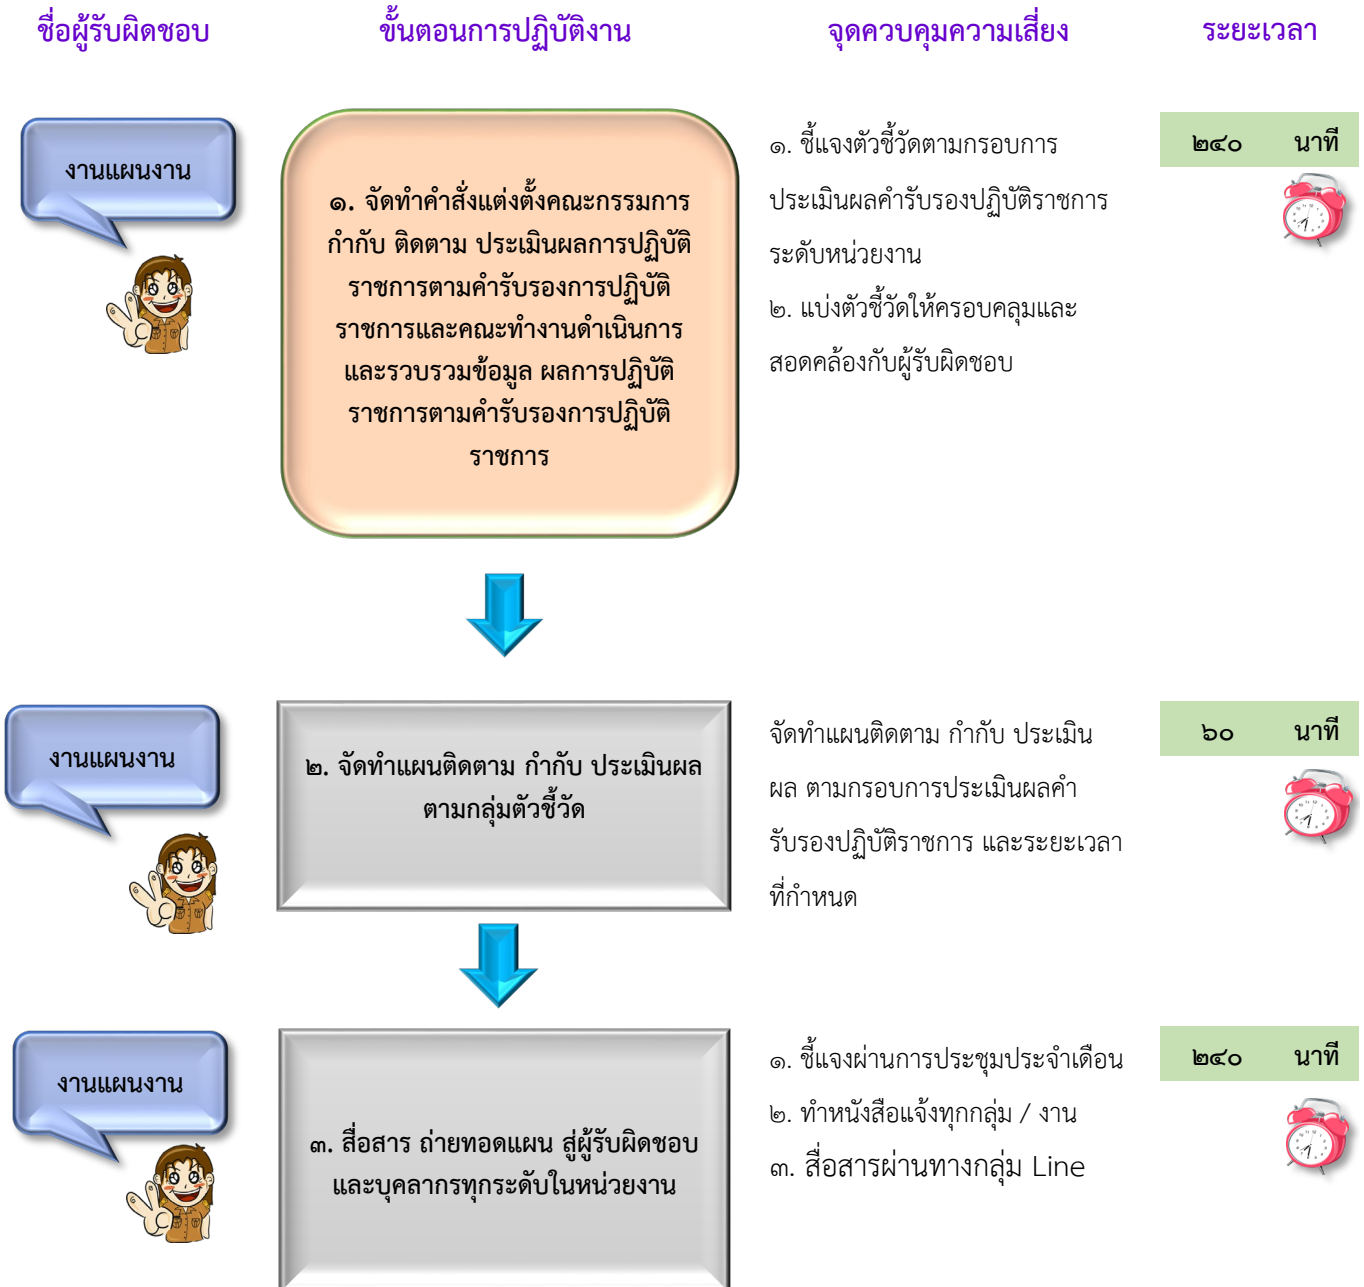 ชื่อผู้รับผิดชอบ ขั้นตอนการปฏิบัติงาน จุดควบคุมความเสี่ยง ระยะเวลา
งานแผนงาน
๑. จัดทำคำสั่งแต่งตั้งคณะกรรมการ
กำกับ ติดตาม ประเมินผลการปฏิบัติ
ราชการตามคำรับรองการปฏิบัติ
ราชการและคณะทำงานดำเนินการ
และรวบรวมข้อมูล ผลการปฏิบัติ
ราชการตามคำรับรองการปฏิบัติ
ราชการ
๑. ชี้แจงตัวชี้วัดตามกรอบการ
ประเมินผลคำรับรองปฏิบัติราชการ
ระดับหน่วยงาน
๒. แบ่งตัวชี้วัดให้ครอบคลุมและ
สอดคล้องกับผู้รับผิดชอบ
๒๔๐ นาที
งานแผนงาน
๒. จัดทำแผนติดตาม กำกับ ประเมินผล
ตามกลุ่มตัวชี้วัด
จัดทำแผนติดตาม กำกับ ประเมิน
ผล ตามกรอบการประเมินผลคำ
รับรองปฏิบัติราชการ และระยะเวลา
ที่กำหนด
๖๐ นาที
งานแผนงาน
๓. สื่อสาร ถ่ายทอดแผน สู่ผู้รับผิดชอบ
และบุคลากรทุกระดับในหน่วยงาน
๑. ชี้แจงผ่านการประชุมประจำเดือน
๒. ทำหนังสือแจ้งทุกกลุ่ม / งาน
๓. สื่อสารผ่านทางกลุ่ม Line
๒๔๐ นาที